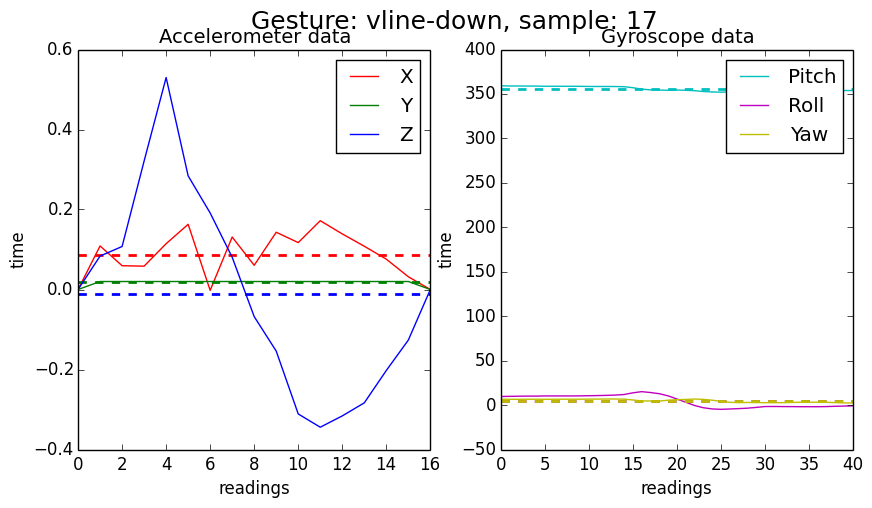 Gesture: vline-down, sample: 17
Accelerometer data
0.6
0.4
0.2
0.0
−0.2
−0.4
time
0 2 4 6 8 10 12 14 16
readings
X
Y
Z
Gyroscope data
400
350
300
250
200
150
100
50
0
−50
time
0 5 10 15 20 25 30 35 40
readings
Pitch
Roll
Yaw